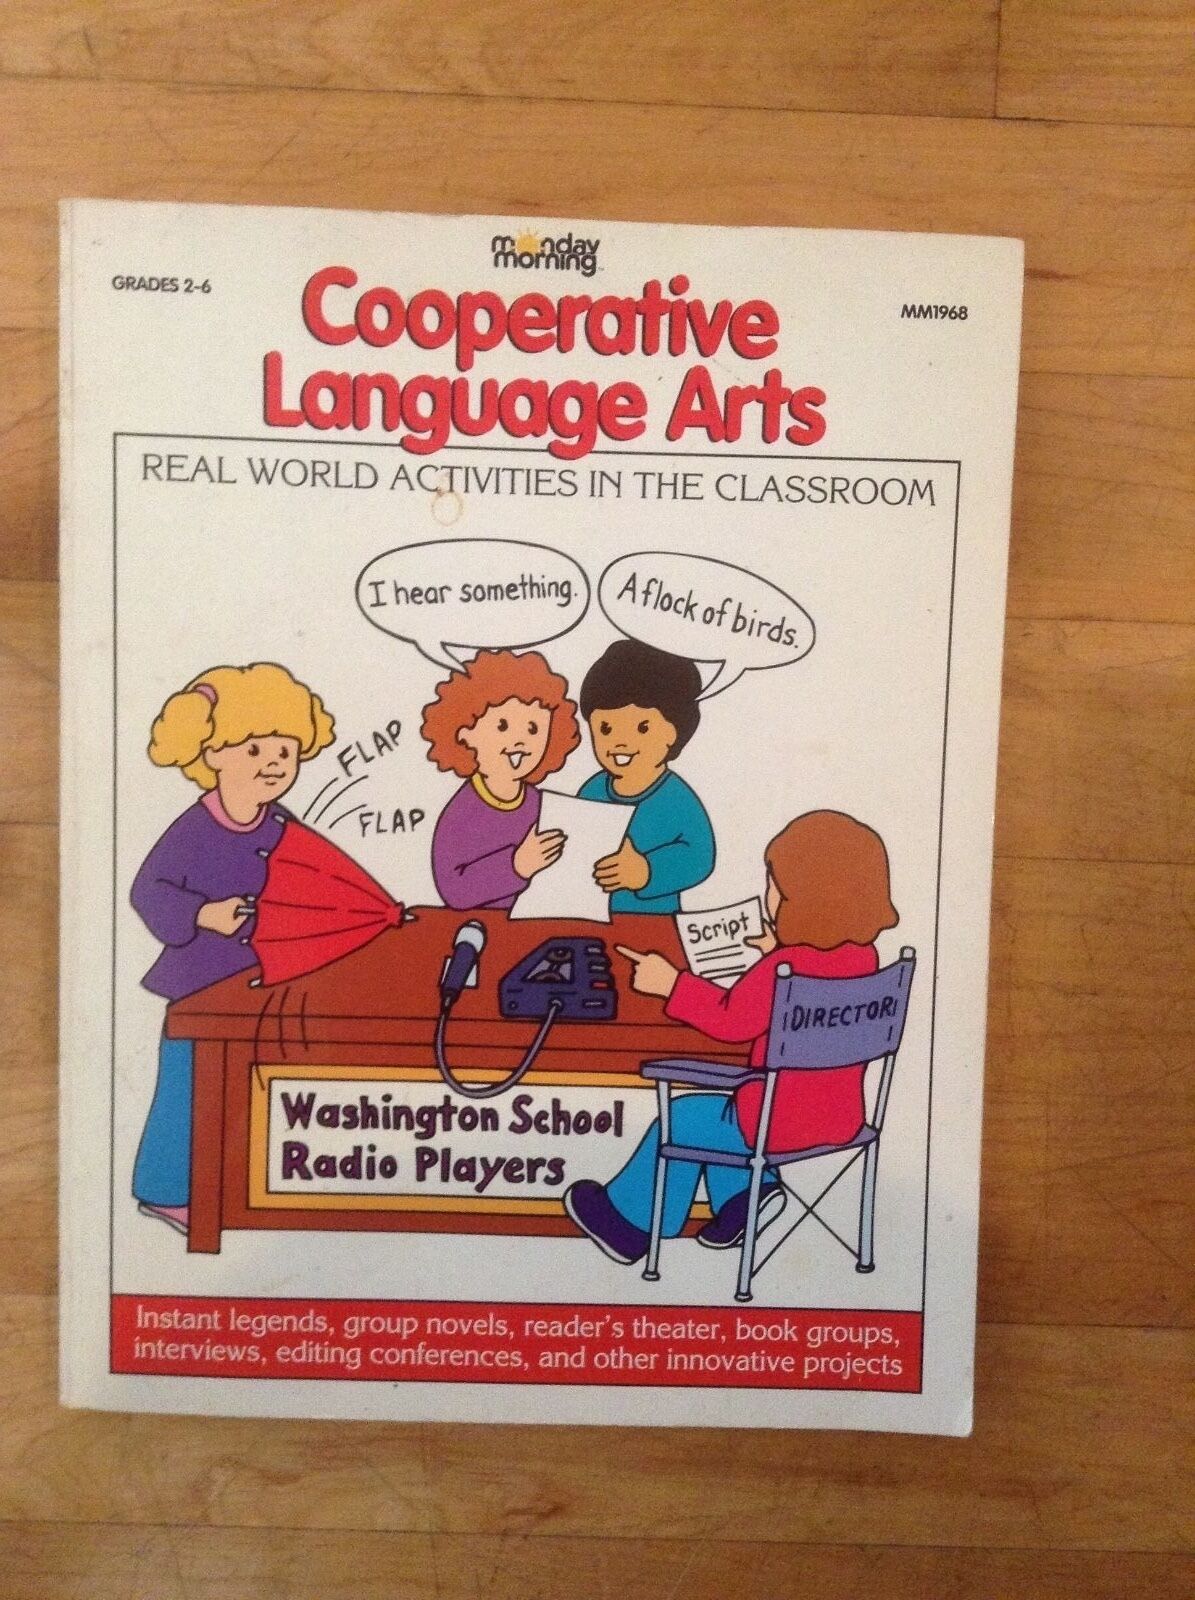 monday
morning
GRADES 2-6
MM1968
Cooperative
Language Arts
REAL WORLD ACTIVITIES IN THE CLASSROOM
I hear something.
A flock of birds.
FLAP
FLAP
Script
DIRECTOR
Washington School
Radio Players
Instant legends, group novels, reader's theater, book groups,
interviews, editing conferences, and other innovative projects